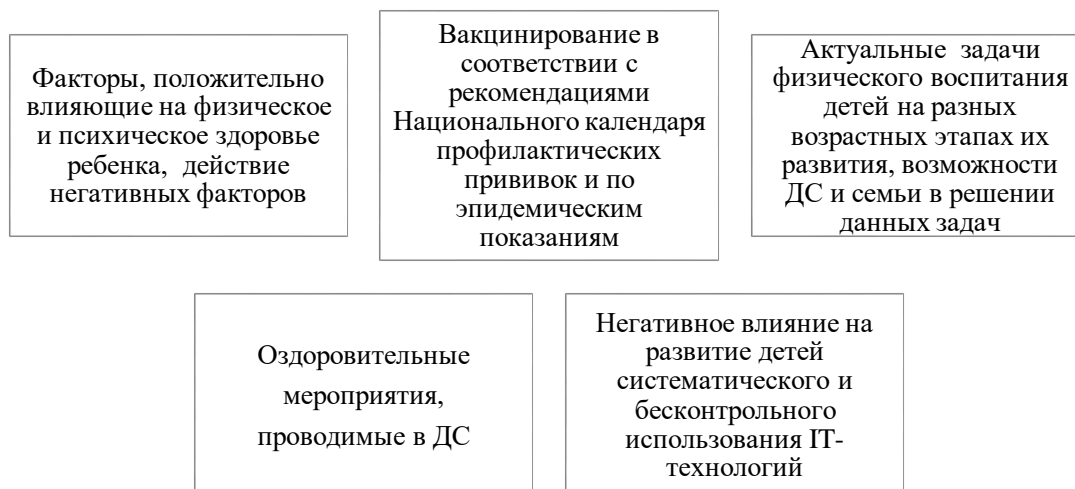 Факторы, положительно
влияющие на физическое
и психическое здоровье
ребенка, действие
негативных факторов
Вакцинирование в
соответствии с
рекомендациями
Национального календаря
профилактических
прививок и по
эпидемическим
показаниям
Актуальные задачи
физического воспитания
детей на разных
возрастных этапах их
развития, возможности
ДС и семьи в решении
данных задач
Оздоровительные
мероприятия,
проводимые в ДС
Негативное влияние на
развитие детей
систематического и
бесконтрольного
использования IT-
технологий